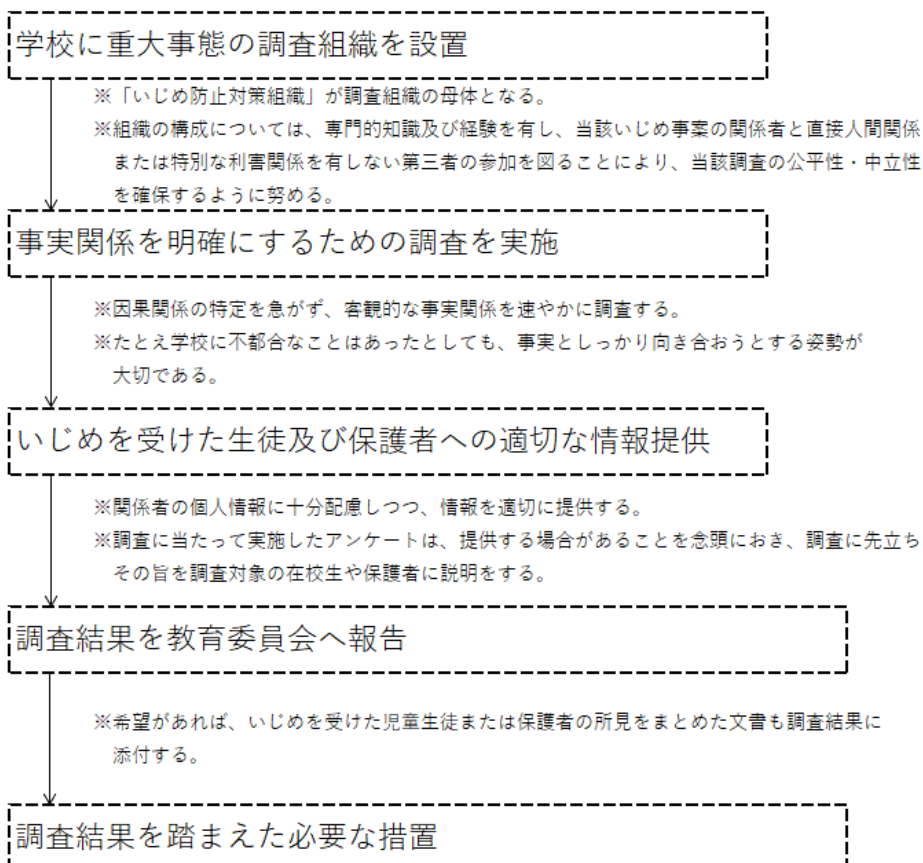 学校に重大事態の調査組織を設置
※「いじめ防止対策組織」が調査組織の母体となる。
※組織の構成については、専門的知識及び経験を有し、当該いじめ事案の関係者と直接人間関係
または特別な利害関係を有しない第三者の参加を図ることにより、当該調査の公平性・中立性
を確保するように努める。
事実関係を明確にするための調査を実施
※因果関係の特定を急がず、客観的な事実関係を速やかに調査する。
※たとえ学校に不都合なことはあったとしても、事実としっかり向き合おうとする姿勢が
大切である。
いじめを受けた生徒及び保護者への適切な情報提供
※関係者の個人情報に十分配慮しつつ、情報を適切に提供する。
※調査に当たって実施したアンケートは、提供する場合があることを念頭におき、調査に先立ち
その旨を調査対象の在校生や保護者に説明をする。
調査結果を教育委員会へ報告
※希望があれば、いじめを受けた児童生徒または保護者の所見をまとめた文書も調査結果に
添付する。
調査結果を踏まえた必要な措置